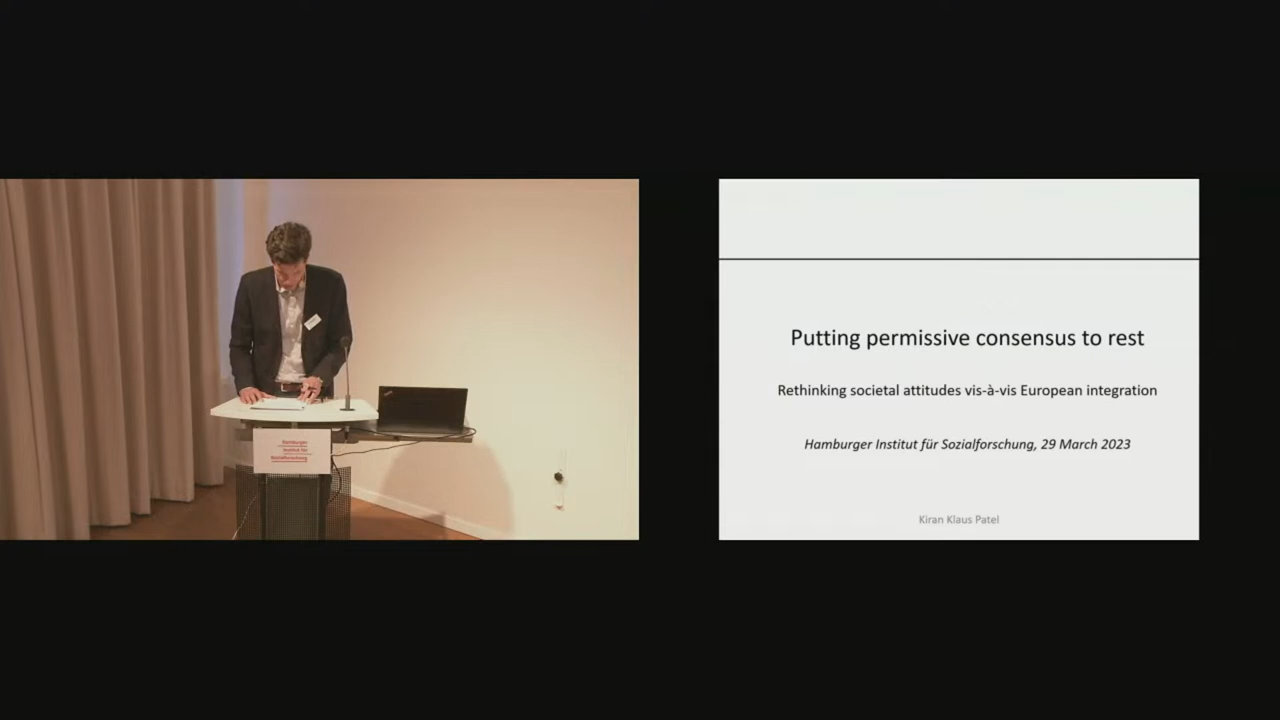 Hamburger
Institut für
Sozialforschung
Putting permissive consensus to rest
Rethinking societal attitudes vis-à-vis European integration
Hamburger Institut für Sozialforschung, 29 March 2023
Kiran Klaus Patel